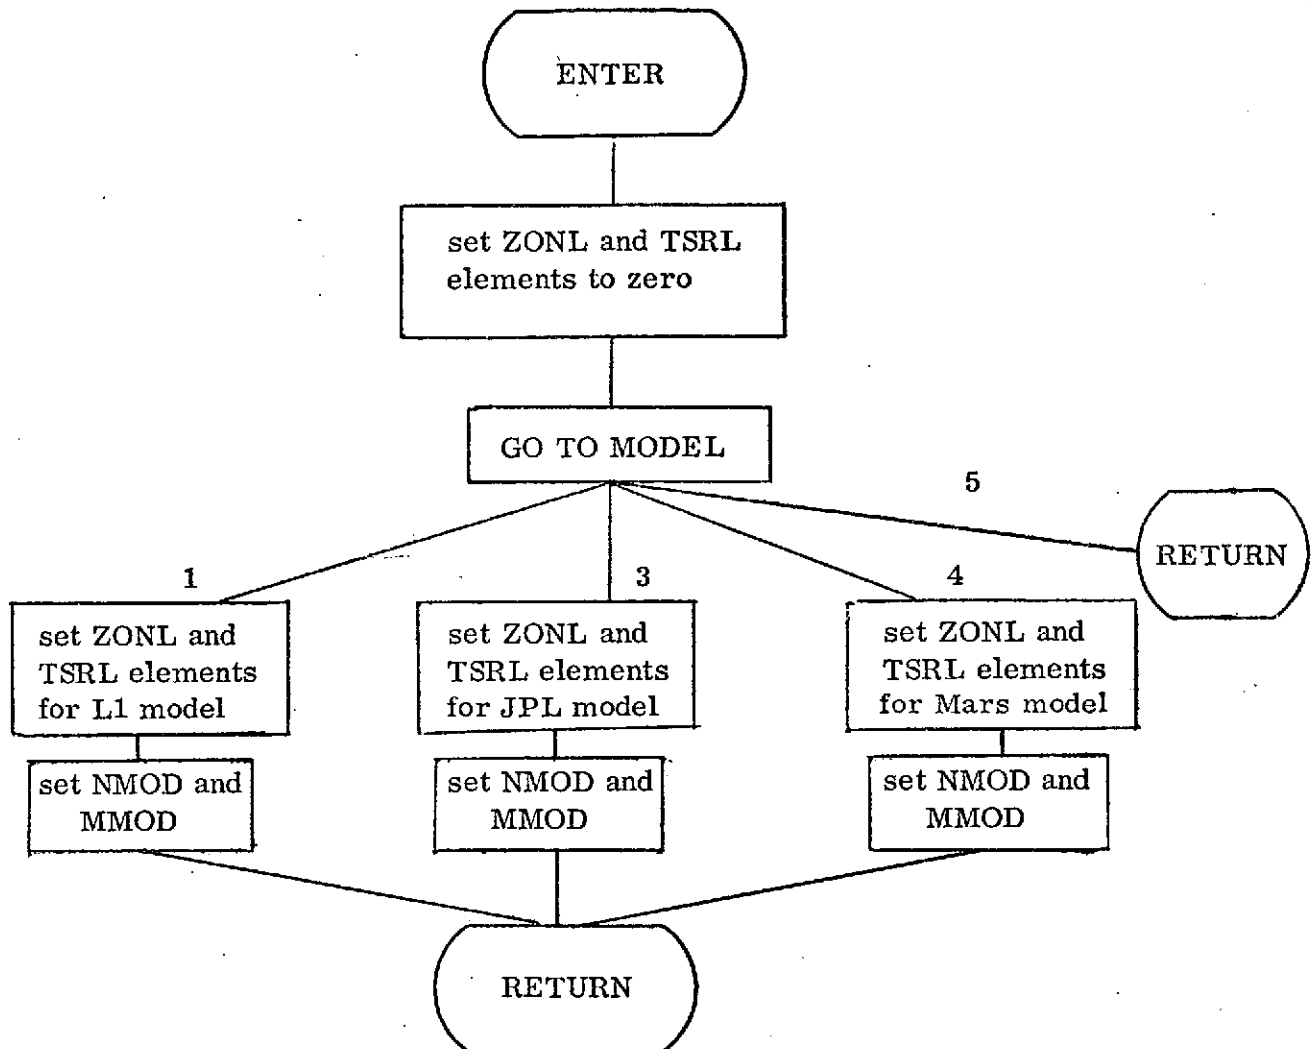 ENTER
set ZONL and TSRL
elements to zero
GO TO MODEL
5
RETURN
1
3
4
set ZONL and
TSRL elements
for L1 model
set ZONL and
TSRL elements
for JPL model
set ZONL and
TSRL elements
for Mars model
set NMOD and
MMOD
set NMOD and
MMOD
set NMOD and
MMOD
RETURN